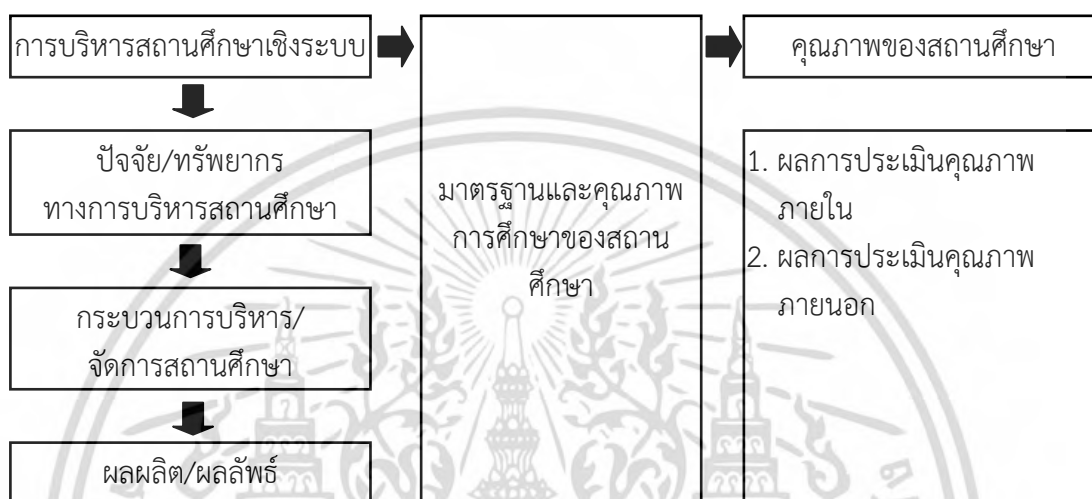 การบริหารสถานศึกษาเชิงระบบ
ปัจจัย/ทรัพยากร
ทางการบริหารสถานศึกษา
กระบวนการบริหาร/
จัดการสถานศึกษา
ผลผลิต/ผลลัพธ์
มาตรฐานและคุณภาพ
การศึกษาของสถาน
ศึกษา
คุณภาพของสถานศึกษา
1. ผลการประเมินคุณภาพ
ภายใน
2. ผลการประเมินคุณภาพ
ภายนอก